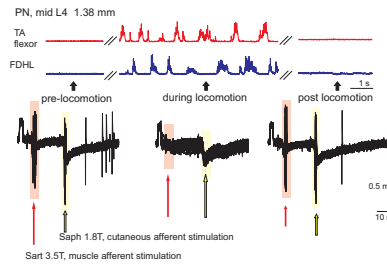 PN, mid L4 1.38 mm
TA
flexor
FDHL
1 s
pre-locomotion
during locomotion
post locomotion
0.5 m
10
Saph 1.8T, cutaneous afferent stimulation
Sart 3.5T, muscle afferent stimulation